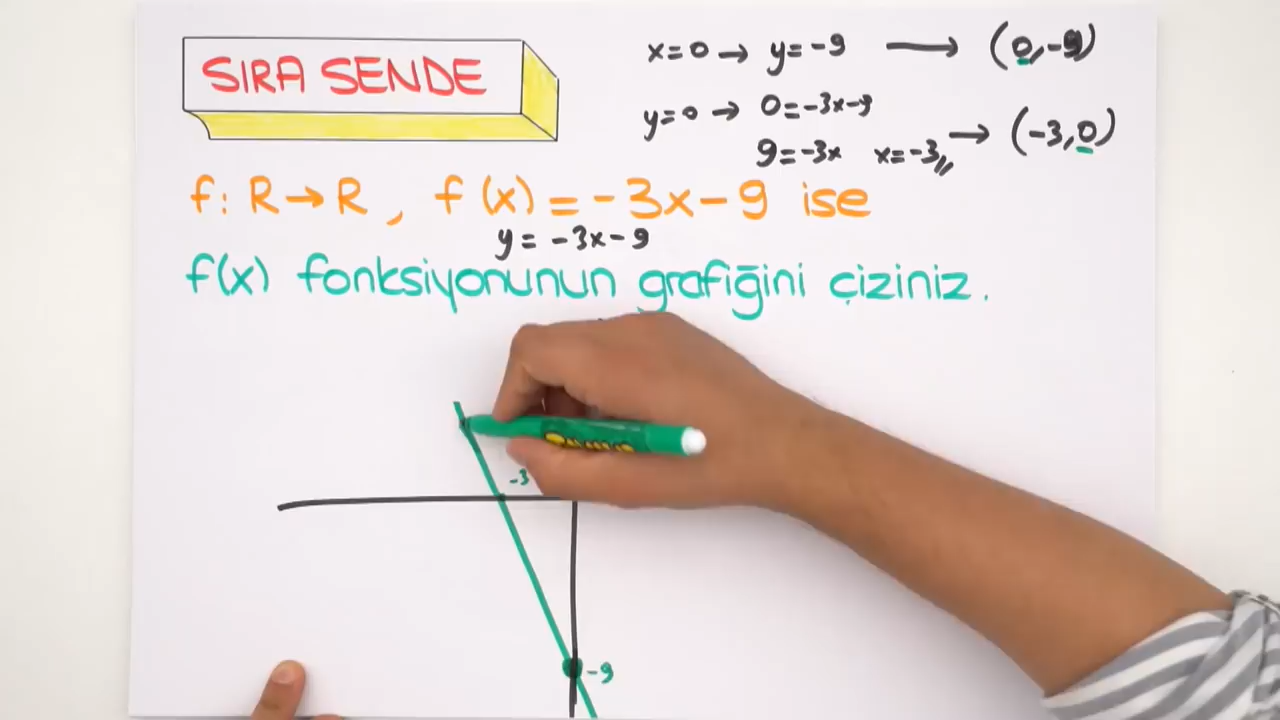 SIRA SENDE
x=0 → y=-9 → (0,-9)
y=0 → 0=-3x-9
9=-3x x=-3,, → (-3,0)
f: R→R, f(x)=-3x-9 ise
y=-3x-9
f(x) fonksiyonunun grafiğini çiziniz.
-3
-9